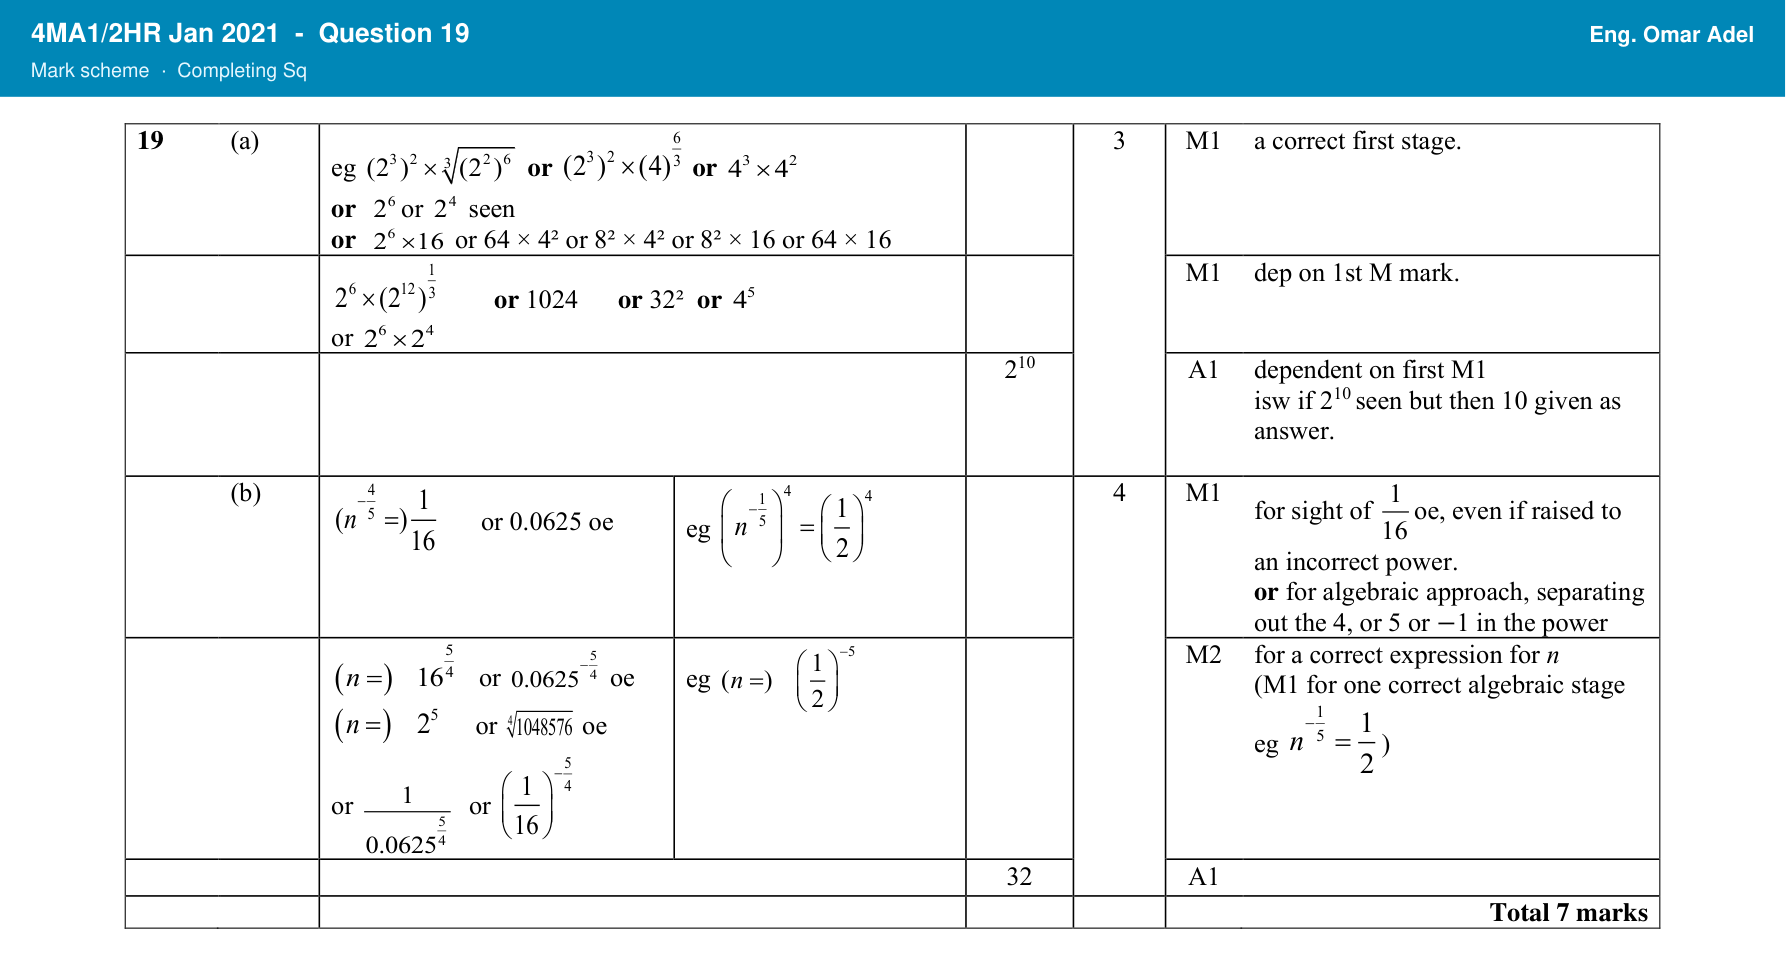 4MA1/2HR Jan 2021 - Question 19
Eng. Omar Adel
Mark scheme · Completing Sq
19 (a) eg (2³)² × ∛((2²)⁶) or (2³)² × (4)^(6/3) or 4³ × 4² 3 M1 a correct first stage.
or 2⁶ or 2⁴ seen
or 2⁶ ×16 or 64 × 4² or 8² × 4² or 8² × 16 or 64 × 16
2⁶ × (2¹²)^(1/3) or 1024 or 32² or 4⁵ M1 dep on 1st M mark.
or 2⁶ × 2⁴
2¹⁰ A1 dependent on first M1
isw if 2¹⁰ seen but then 10 given as
answer.
(b) (n^(-4/5) =) 1/16 or 0.0625 oe eg (n^(-1/5))⁴ = (1/2)⁴ 4 M1 for sight of 1/16 oe, even if raised to
an incorrect power.
or for algebraic approach, separating
out the 4, or 5 or −1 in the power
(n =) 16^(5/4) or 0.0625^(-5/4) oe eg (n =) (1/2)^(-5) M2 for a correct expression for n
(M1 for one correct algebraic stage
(n =) 2⁵ or ∜1048576 oe eg n^(-1/5) = 1/2 )
or 1/0.0625^(5/4) or (1/16)^(-5/4)
32 A1
Total 7 marks